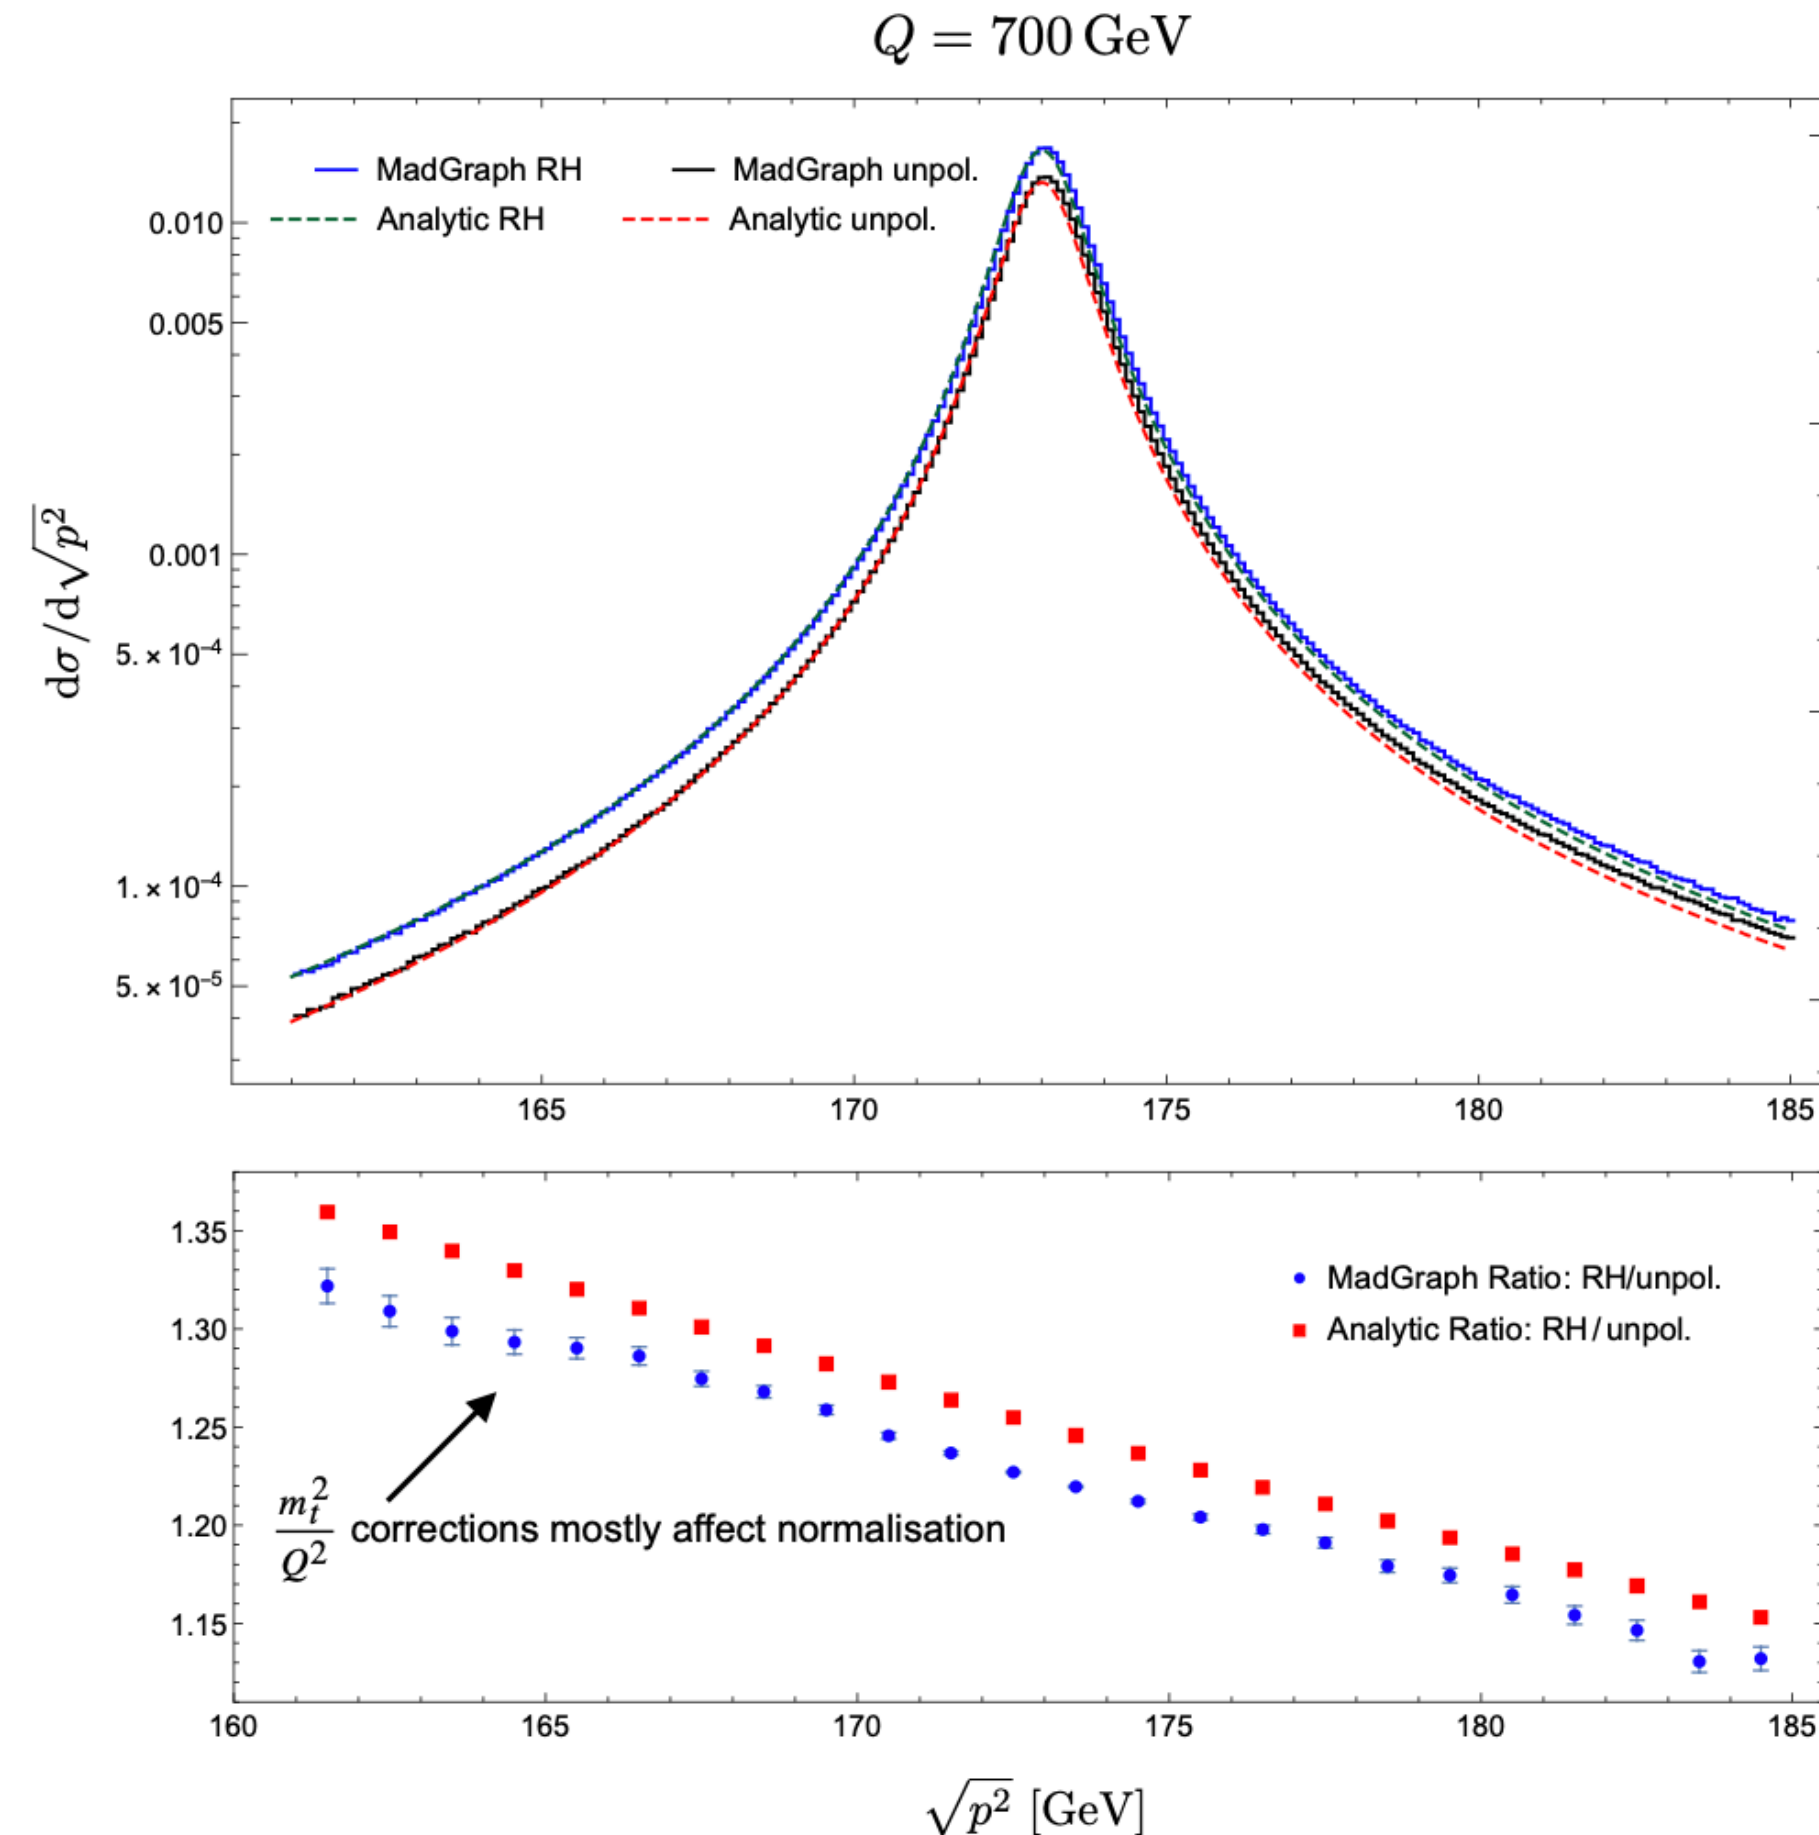 Q = 700 GeV
MadGraph RH
MadGraph unpol.
Analytic RH
Analytic unpol.
dσ/d√p²
0.010
0.005
0.001
5.×10⁻⁴
1.×10⁻⁴
5.×10⁻⁵
165 170 175 180 185
1.35
1.30
1.25
1.20
1.15
MadGraph Ratio: RH/unpol.
Analytic Ratio: RH/unpol.
m_t²/Q² corrections mostly affect normalisation
160 165 170 175 180 185
√p² [GeV]